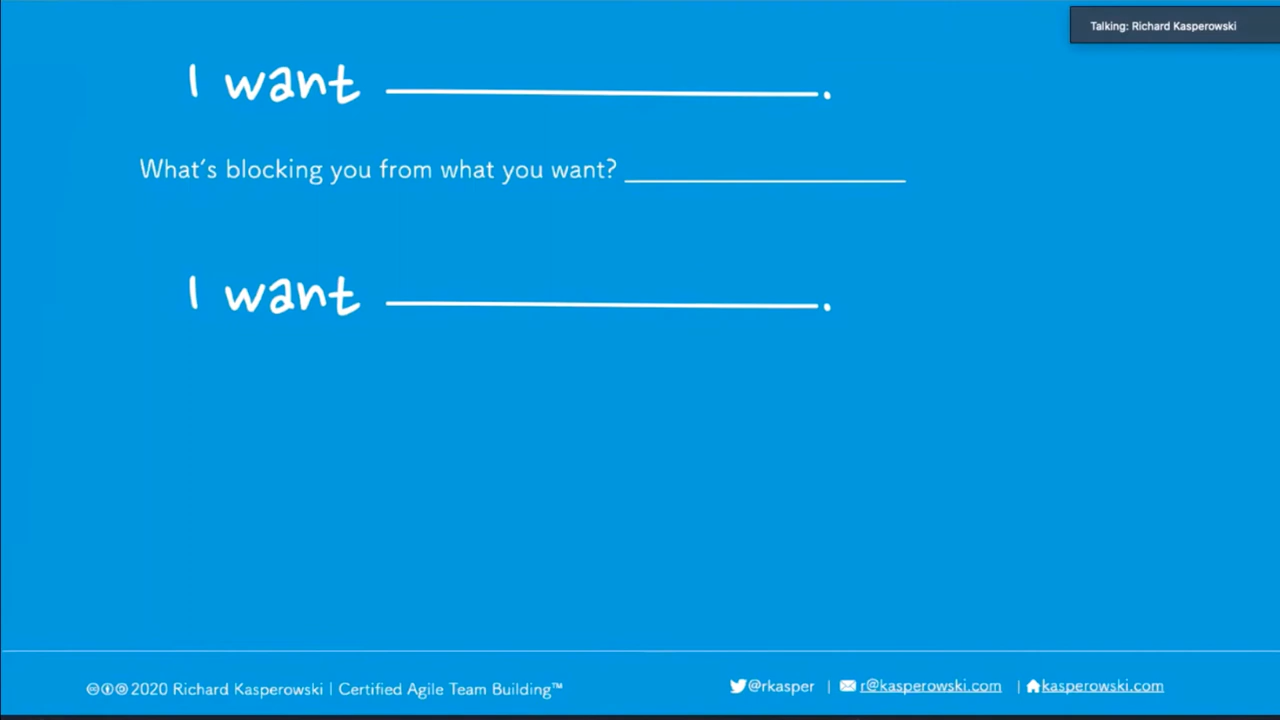 Talking: Richard Kasperowski
I want ____________________.
What's blocking you from what you want? ____________________
I want ____________________.
2020 Richard Kasperowski | Certified Agile Team Building™
@rkasper | r@kasperowski.com | kasperowski.com